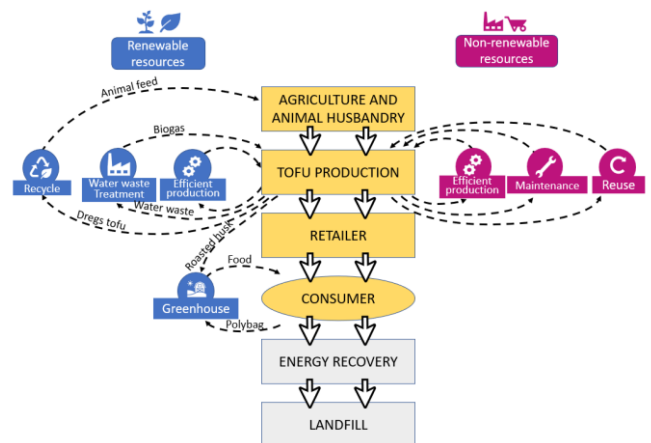 Renewable
resources
Non-renewable
resources
Animal feed
AGRICULTURE AND
ANIMAL HUSBANDRY
Biogas
Recycle
Water waste
Treatment
Efficient
production
TOFU PRODUCTION
Efficient
production
Maintenance
Reuse
Water waste
Dregs tofu
Roasted husk
RETAILER
Food
Greenhouse
CONSUMER
Polybag
ENERGY RECOVERY
LANDFILL